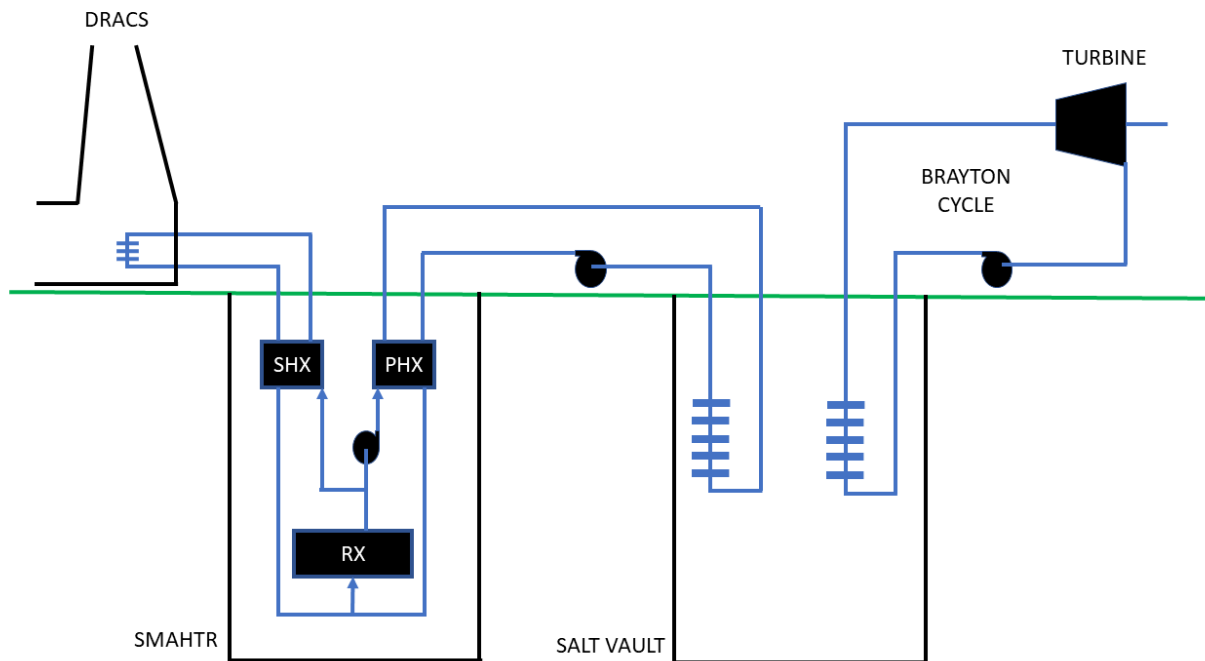 DRACS
TURBINE
BRAYTON
CYCLE
SHX
PHX
RX
SMAHTR
SALT VAULT